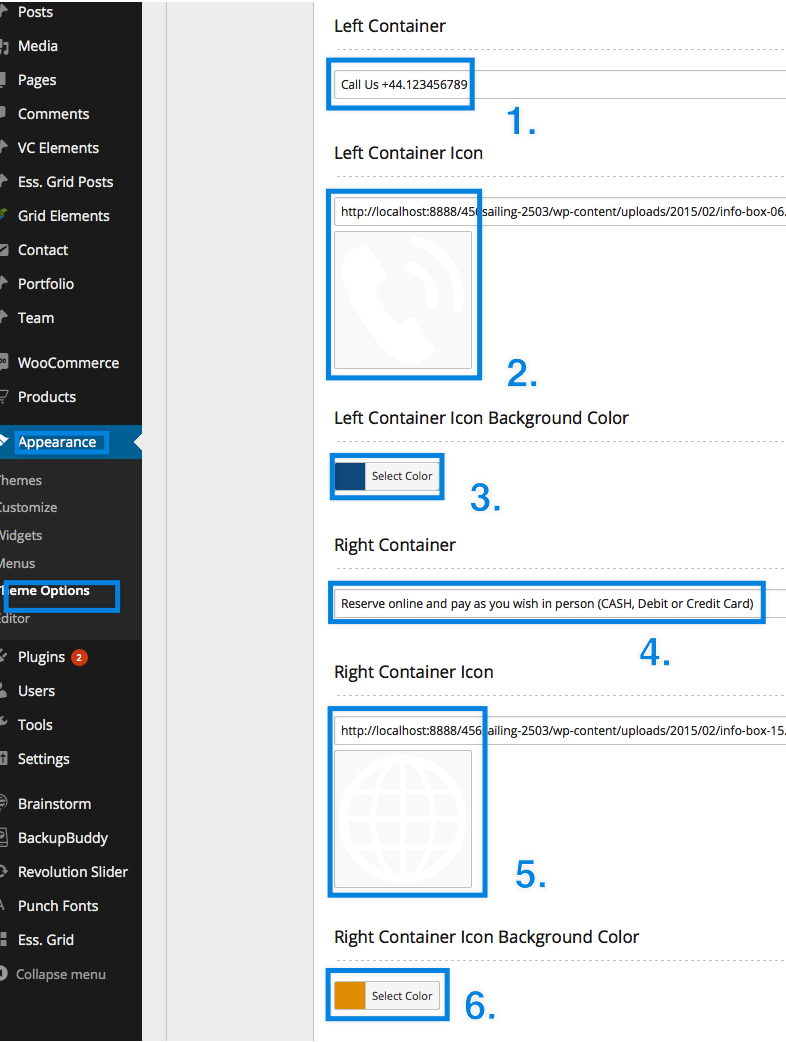 Posts
Media
Pages
Comments
VC Elements
Ess. Grid Posts
Grid Elements
Contact
Portfolio
Team
WooCommerce
Products
Appearance
Themes
Customize
Widgets
Menus
Theme Options
Editor
Plugins 2
Users
Tools
Settings
Brainstorm
BackupBuddy
Revolution Slider
Punch Fonts
Ess. Grid
Collapse menu
Left Container
Call Us +44.123456789
1.
Left Container Icon
http://localhost:8888/456sailing-2503/wp-content/uploads/2015/02/info-box-06.
2.
Left Container Icon Background Color
Select Color
3.
Right Container
Reserve online and pay as you wish in person (CASH, Debit or Credit Card)
4.
Right Container Icon
http://localhost:8888/456sailing-2503/wp-content/uploads/2015/02/info-box-15.
5.
Right Container Icon Background Color
Select Color
6.